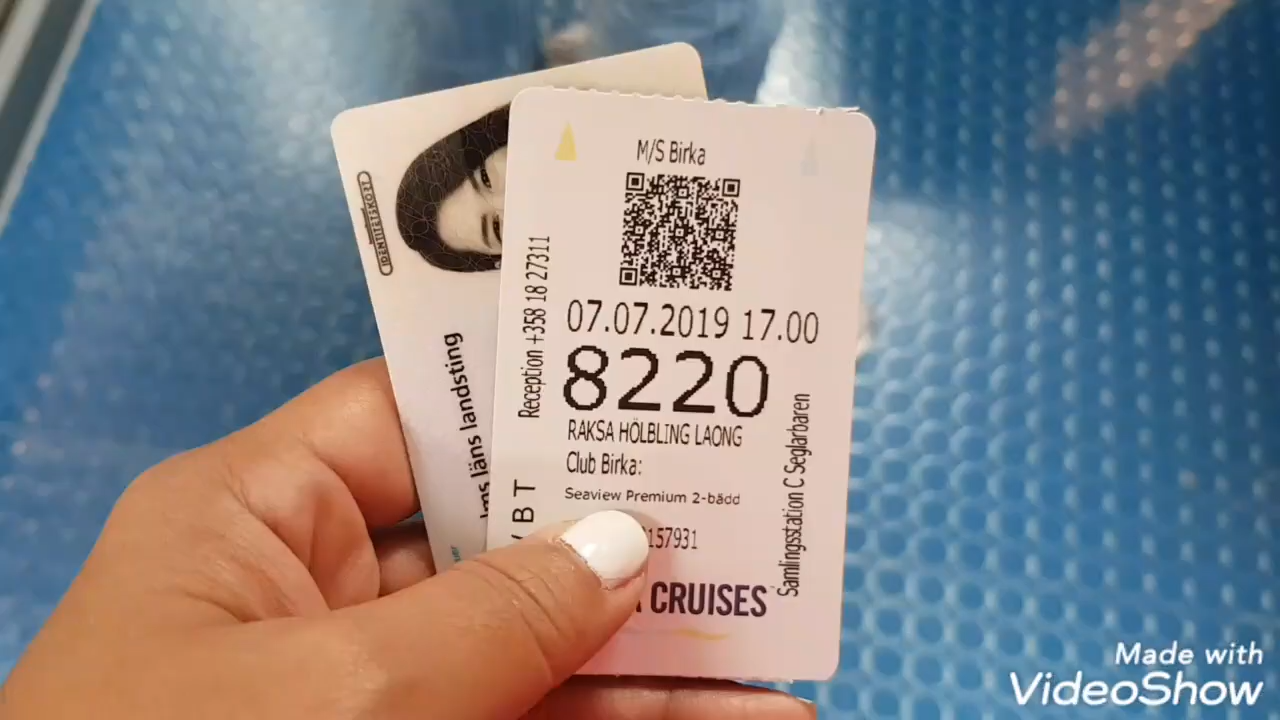 M/S Birka
07.07.2019 17.00
8220
RAKSA HÖLBLING LAONG
Club Birka:
Seaview Premium 2-bädd
157931
CRUISES
Reception +358 18 27311
B T
Samlingsstation C Seglarbaren
IDENTITETSKORT
läns landsting
Made with
VideoShow